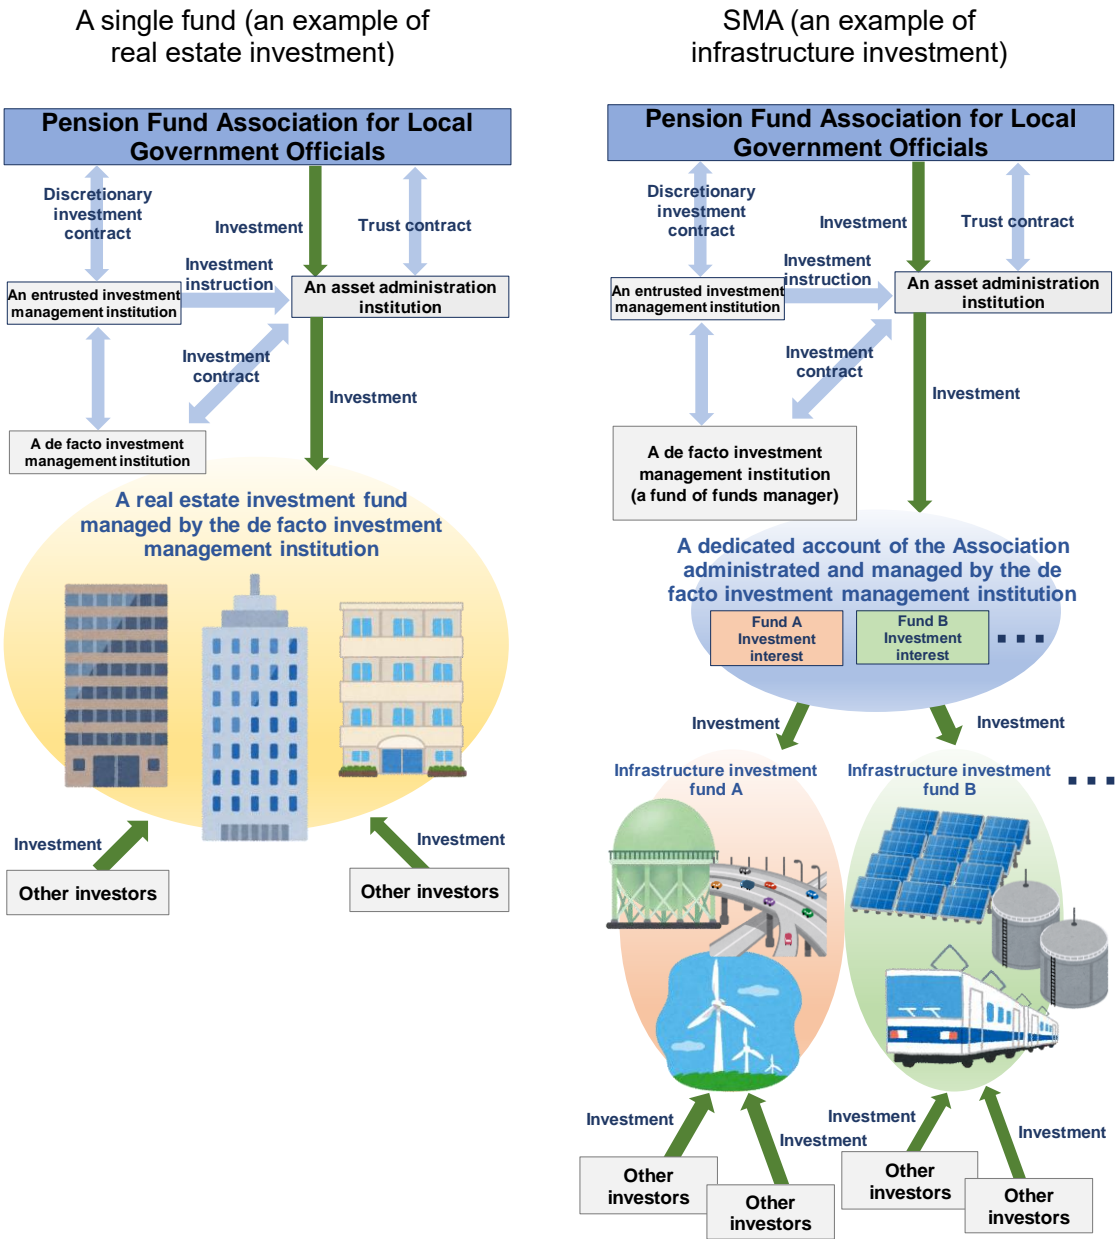 A single fund (an example of
real estate investment)
Pension Fund Association for Local
Government Officials
Discretionary
investment
contract
Investment
Trust contract
Investment
instruction
An entrusted investment
management institution
An asset administration
institution
Investment
contract
Investment
A de facto investment
management institution
A real estate investment fund
managed by the de facto investment
management institution
Investment
Other investors
Investment
Other investors
SMA (an example of
infrastructure investment)
Pension Fund Association for Local
Government Officials
Discretionary
investment
contract
Investment
Trust contract
Investment
instruction
An entrusted investment
management institution
An asset administration
institution
Investment
contract
Investment
A de facto investment
management institution
(a fund of funds manager)
A dedicated account of the Association
administrated and managed by the de
facto investment management institution
Fund A
Investment
interest
Fund B
Investment
interest
Investment
Investment
Infrastructure investment
fund A
Infrastructure investment
fund B
Investment
Investment
Investment
Investment
Other
investors
Other
investors
Other
investors
Other
investors